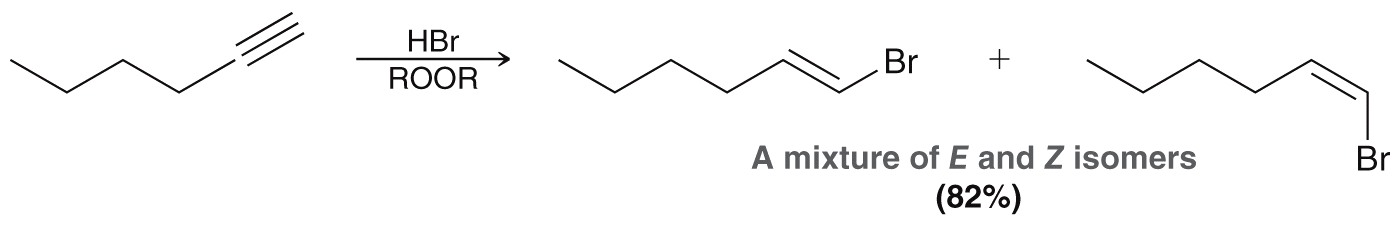 HBr
ROOR
Br
+
Br
A mixture of E and Z isomers
(82%)